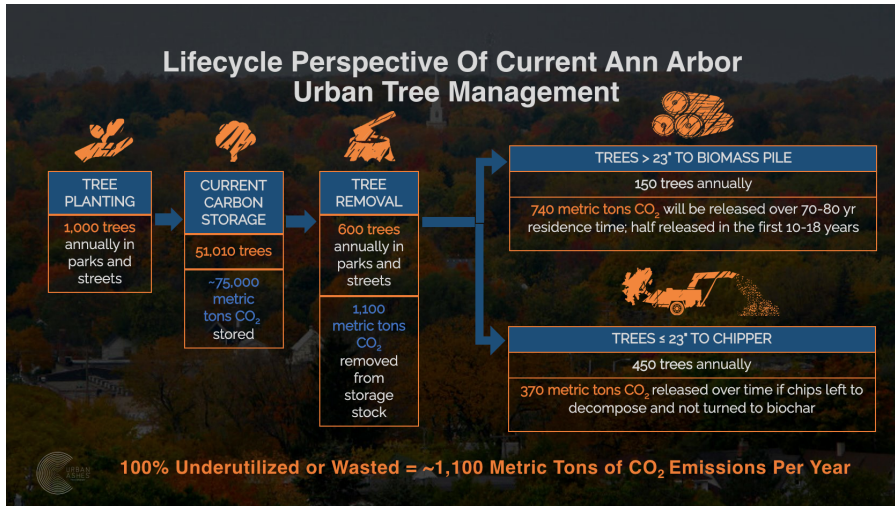 Lifecycle Perspective Of Current Ann Arbor
Urban Tree Management
TREE
PLANTING
1,000 trees
annually in
parks and
streets
CURRENT
CARBON
STORAGE
51,010 trees
~75,000
metric
tons CO₂
stored
TREE
REMOVAL
600 trees
annually in
parks and
streets
1,100
metric tons
CO₂
removed
from
storage
stock
TREES > 23" TO BIOMASS PILE
150 trees annually
740 metric tons CO₂ will be released over 70-80 yr
residence time; half released in the first 10-18 years
TREES ≤ 23" TO CHIPPER
450 trees annually
370 metric tons CO₂ released over time if chips left to
decompose and not turned to biochar
URBAN
ASHES
100% Underutilized or Wasted = ~1,100 Metric Tons of CO₂ Emissions Per Year